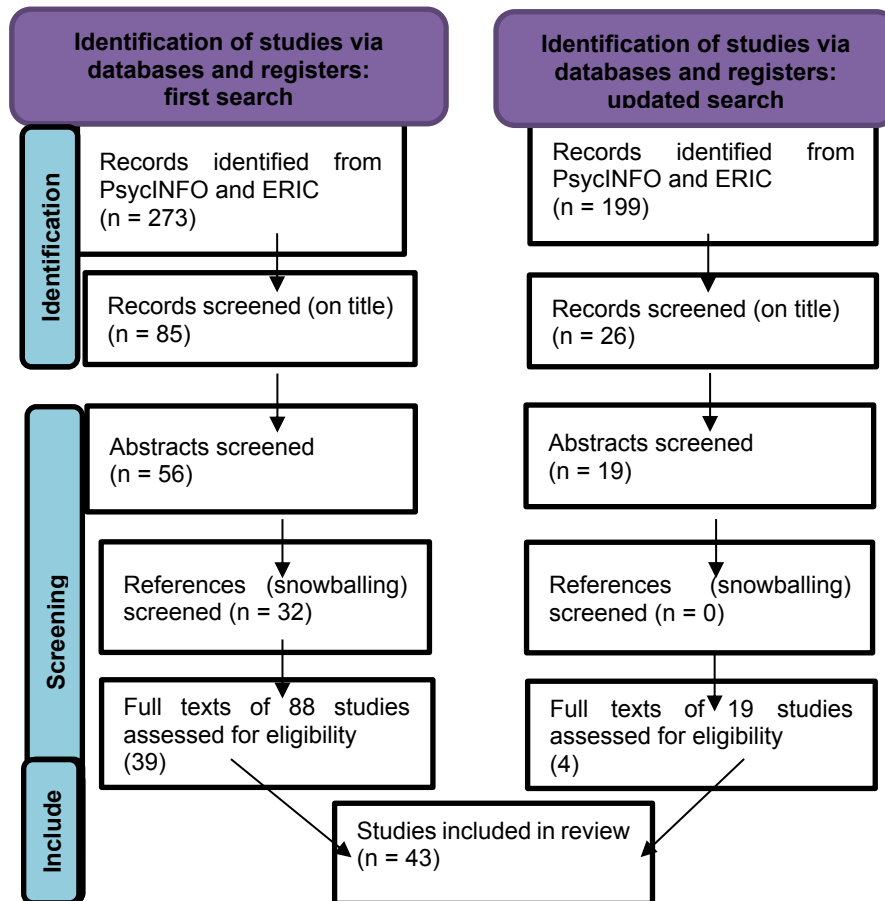 Identification of studies via
databases and registers:
first search
Identification of studies via
databases and registers:
updated search
Identification
Records identified from
PsycINFO and ERIC
(n = 273)
Records identified from
PsycINFO and ERIC
(n = 199)
Records screened (on title)
(n = 85)
Records screened (on title)
(n = 26)
Screening
Abstracts screened
(n = 56)
Abstracts screened
(n = 19)
References (snowballing)
screened (n = 32)
References (snowballing)
screened (n = 0)
Full texts of 88 studies
assessed for eligibility
(39)
Full texts of 19 studies
assessed for eligibility
(4)
Include
Studies included in review
(n = 43)